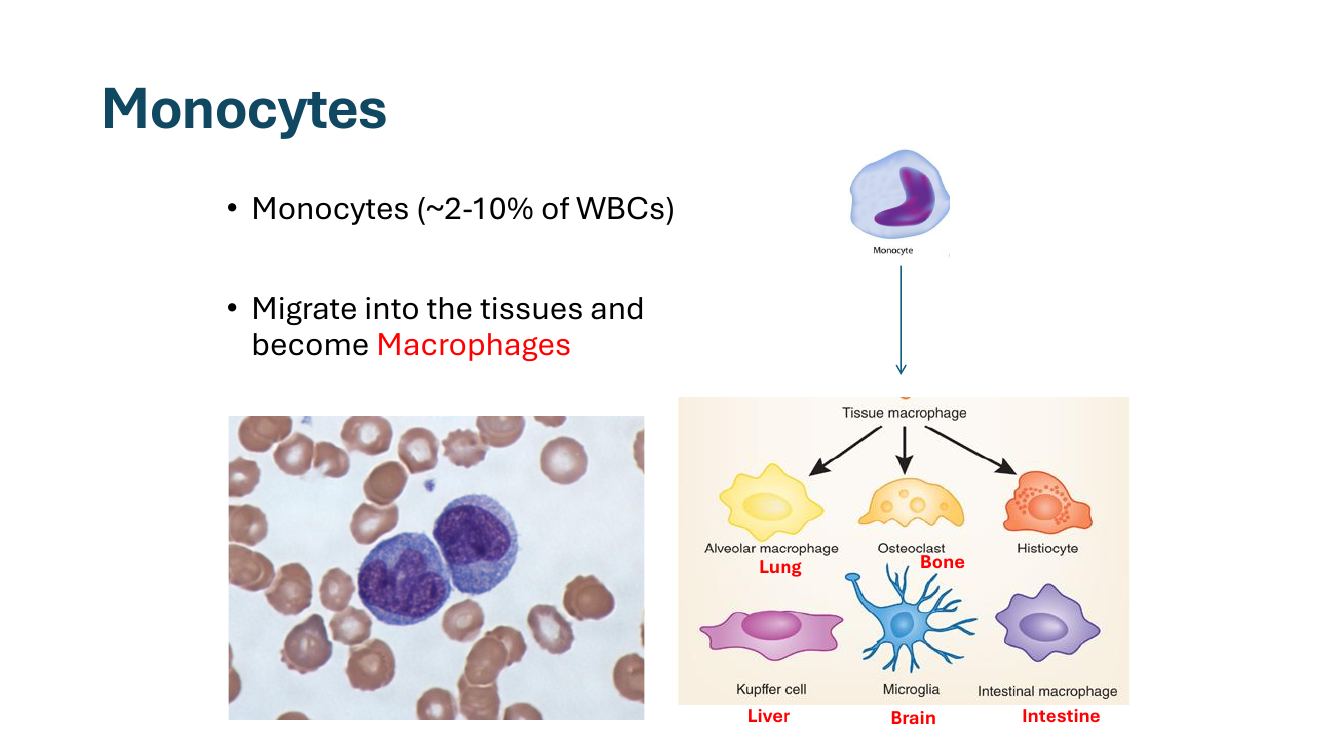 Monocytes
• Monocytes (~2-10% of WBCs)
• Migrate into the tissues and
become Macrophages
Monocyte
Tissue macrophage
Alveolar macrophage
Lung
Osteoclast
Bone
Histiocyte
Kupffer cell
Liver
Microglia
Brain
Intestinal macrophage
Intestine